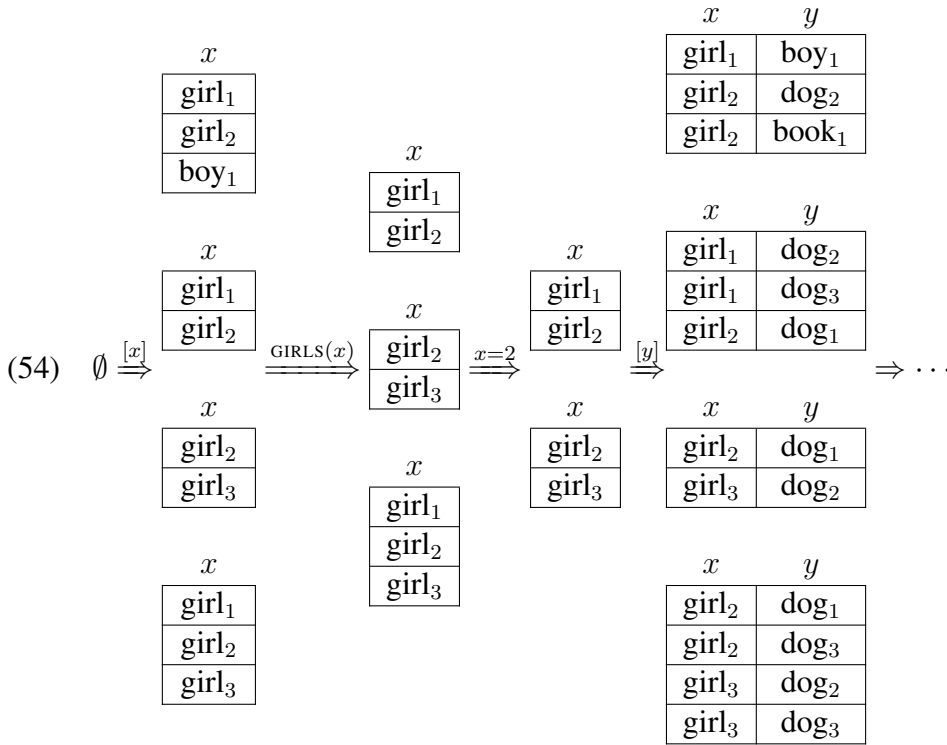 (54) ∅ [x] ⇒
x
girl₁
girl₂
boy₁
x
girl₁
girl₂
x
girl₂
girl₃
x
girl₁
girl₂
girl₃
GIRLS(x) ⇒
x
girl₁
girl₂
x
girl₂
girl₃
x
girl₁
girl₂
girl₃
x=2 ⇒
x
girl₁
girl₂
x
girl₂
girl₃
[y] ⇒
x y
girl₁ boy₁
girl₂ dog₂
girl₂ book₁
x y
girl₁ dog₂
girl₁ dog₃
girl₂ dog₁
x y
girl₂ dog₁
girl₃ dog₂
x y
girl₂ dog₁
girl₂ dog₃
girl₃ dog₂
girl₃ dog₃
⇒ ⋯